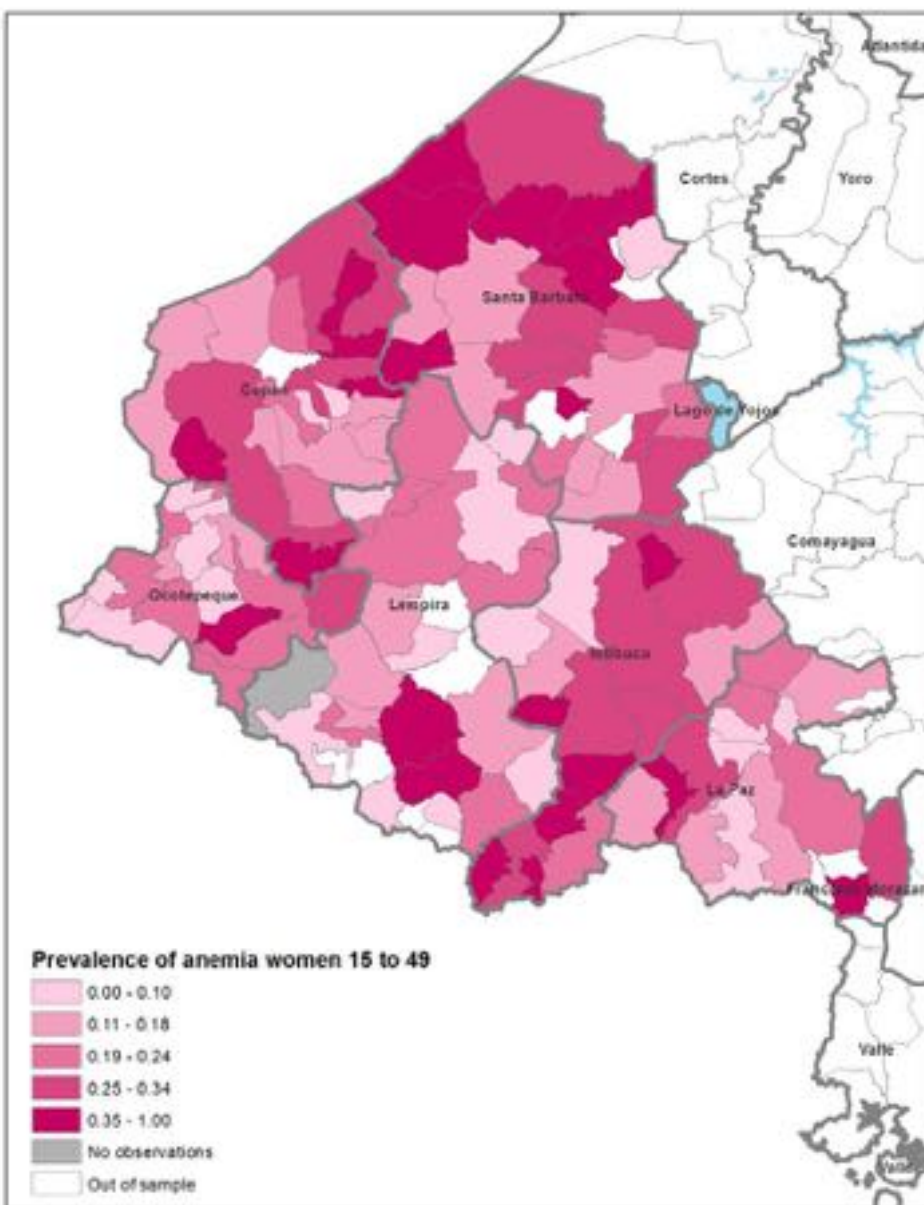 Atlantida
Cortes
Yoro
Santa Barbara
Copan
Lago de Yojoa
Comayagua
Ocotepeque
Lempira
Intibuca
La Paz
Francisco Morazan
Prevalence of anemia women 15 to 49
0.00 - 0.10
0.11 - 0.18
0.19 - 0.24
0.25 - 0.34
0.35 - 1.00
No observations
Out of sample
Valle
Valle